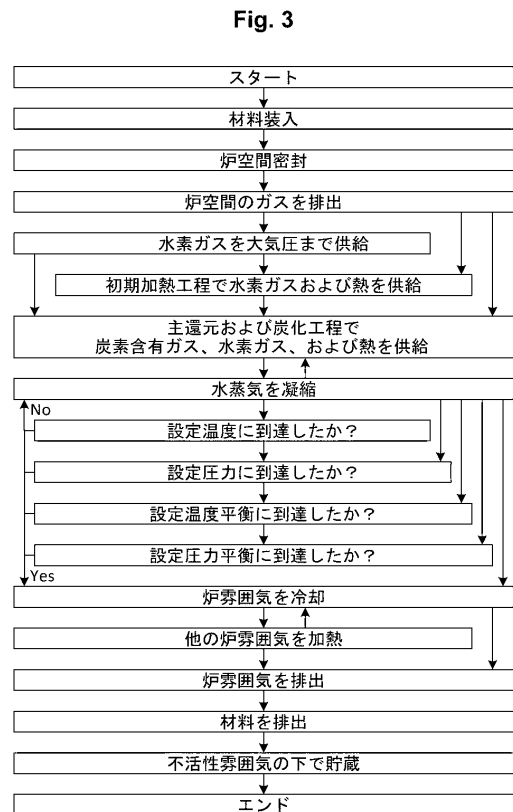 Fig. 3
スタート
材料装入
炉空間密封
炉空間のガスを排出
水素ガスを大気圧まで供給
初期加熱工程で水素ガスおよび熱を供給
主還元および炭化工程で
炭素含有ガス、水素ガス、および熱を供給
水蒸気を凝縮
No
設定温度に到達したか？
設定圧力に到達したか？
設定温度平衡に到達したか？
設定圧力平衡に到達したか？
Yes
炉雰囲気を冷却
他の炉雰囲気を加熱
炉雰囲気を排出
材料を排出
不活性雰囲気の下で貯蔵
エンド